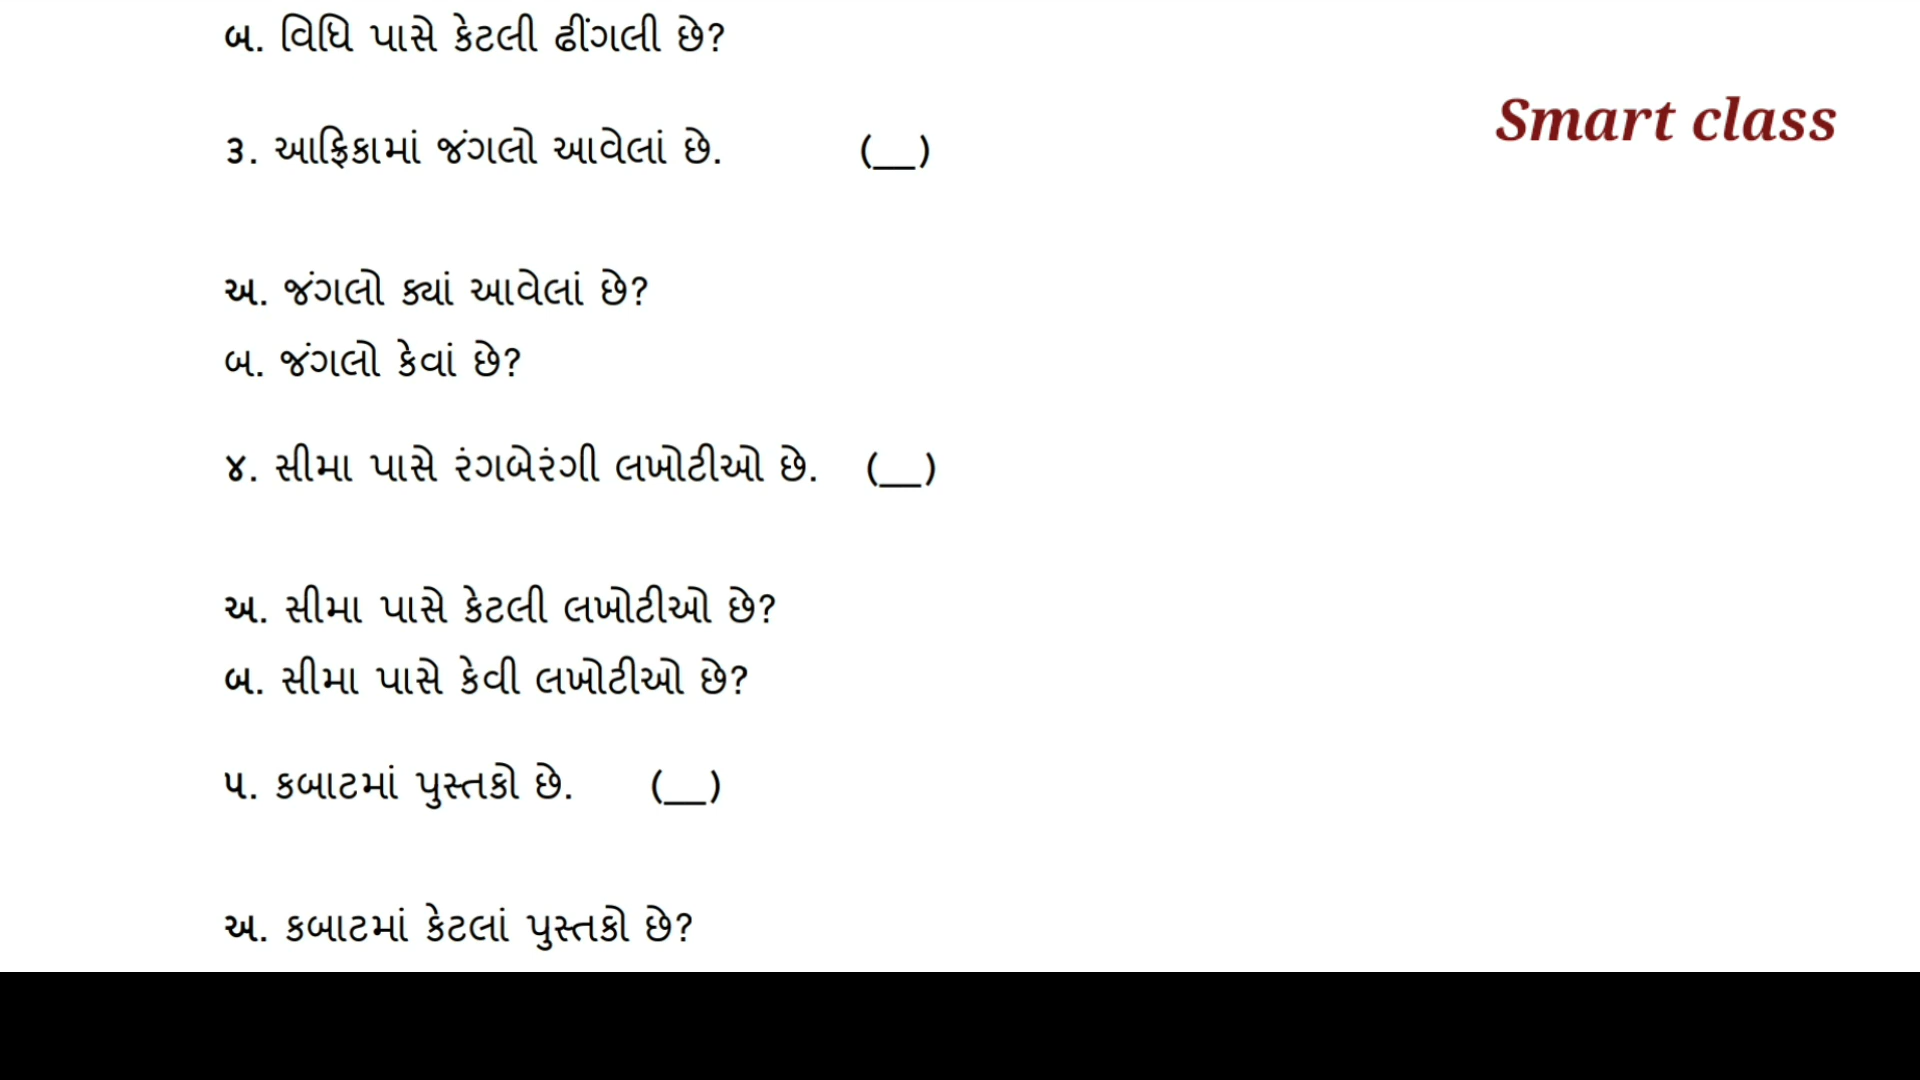 બ. વિધિ પાસે કેટલી ઢીંગલી છે?
Smart class
૩. આફ્રિકામાં જંગલો આવેલાં છે. (__)
અ. જંગલો ક્યાં આવેલાં છે?
બ. જંગલો કેવાં છે?
૪. સીમા પાસે રંગબેરંગી લખોટીઓ છે. (__)
અ. સીમા પાસે કેટલી લખોટીઓ છે?
બ. સીમા પાસે કેવી લખોટીઓ છે?
૫. કબાટમાં પુસ્તકો છે. (__)
અ. કબાટમાં કેટલાં પુસ્તકો છે?